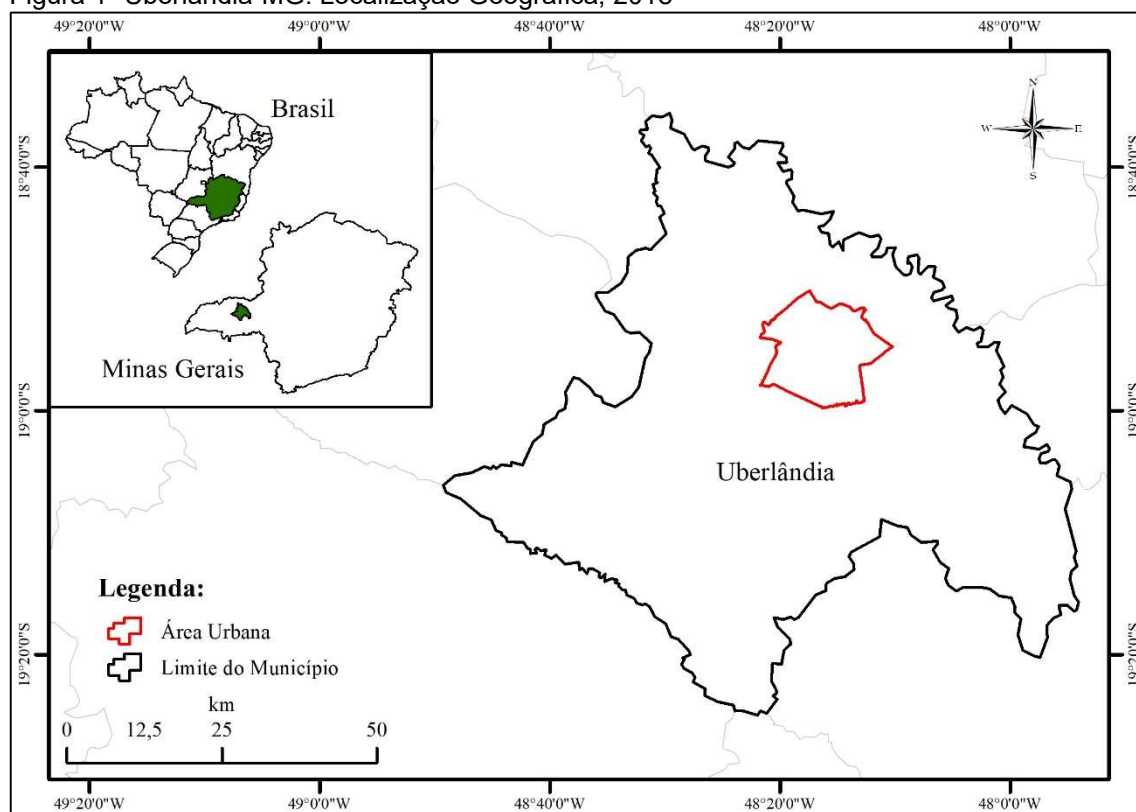 Figura 1- Uberlândia-MG: Localização Geográfica, 2015
49°20'0"W 49°0'0"W 48°40'0"W 48°20'0"W 48°0'0"W
Brasil
N
W E
S
18°40'0"S 18°40'0"S
Minas Gerais
19°0'0"S 19°0'0"S
Uberlândia
Legenda:
Área Urbana
Limite do Município
19°20'0"S 19°20'0"S
km
0 12,5 25 50
49°20'0"W 49°0'0"W 48°40'0"W 48°20'0"W 48°0'0"W